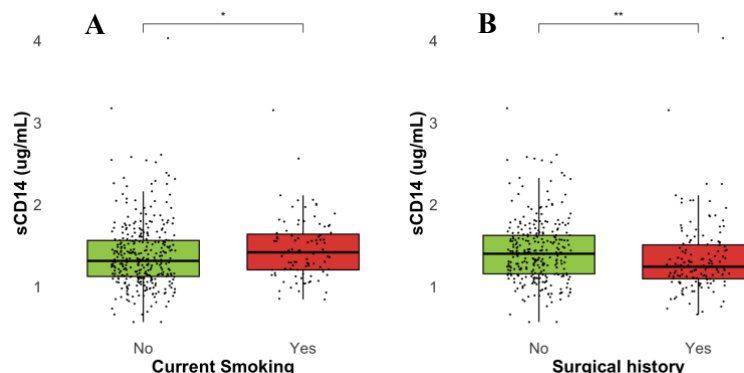 A
*
sCD14 (ug/mL)
4
3
2
1
No
Yes
Current Smoking
B
**
sCD14 (ug/mL)
4
3
2
1
No
Yes
Surgical history